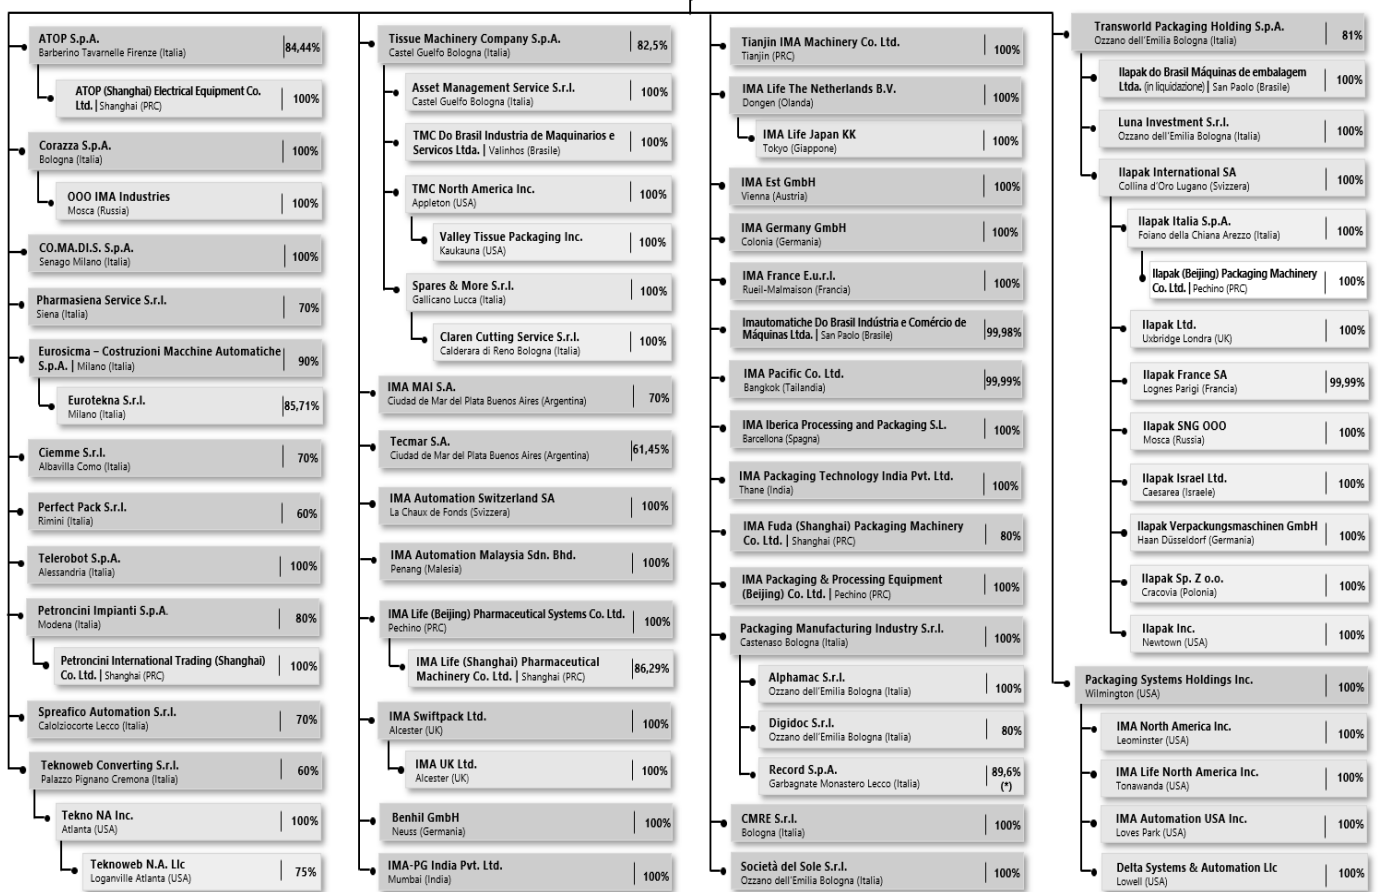 ATOP S.p.A.
Barberino Tavarnelle Firenze (Italia)
84,44%
ATOP (Shanghai) Electrical Equipment Co.
Ltd. | Shanghai (PRC)
100%
Corazza S.p.A.
Bologna (Italia)
100%
OOO IMA Industries
Mosca (Russia)
100%
CO.MA.DI.S. S.p.A.
Senago Milano (Italia)
100%
Pharmasiena Service S.r.l.
Siena (Italia)
70%
Eurosicma – Costruzioni Macchine Automatiche
S.p.A. | Milano (Italia)
90%
Eurotekna S.r.l.
Milano (Italia)
85,71%
Ciemme S.r.l.
Albavilla Como (Italia)
70%
Perfect Pack S.r.l.
Rimini (Italia)
60%
Telerobot S.p.A.
Alessandria (Italia)
100%
Petroncini Impianti S.p.A.
Modena (Italia)
80%
Petroncini International Trading (Shanghai)
Co. Ltd. | Shanghai (PRC)
100%
Spreafico Automation S.r.l.
Calolziocorte Lecco (Italia)
70%
Teknoweb Converting S.r.l.
Palazzo Pignano Cremona (Italia)
60%
Tekno NA Inc.
Atlanta (USA)
100%
Teknoweb N.A. Llc
Loganville Atlanta (USA)
75%
Tissue Machinery Company S.p.A.
Castel Guelfo Bologna (Italia)
82,5%
Asset Management Service S.r.l.
Castel Guelfo Bologna (Italia)
100%
TMC Do Brasil Industria de Maquinarios e
Servicos Ltda. | Valinhos (Brasile)
100%
TMC North America Inc.
Appleton (USA)
100%
Valley Tissue Packaging Inc.
Kaukauna (USA)
100%
Spares & More S.r.l.
Gallicano Lucca (Italia)
100%
Claren Cutting Service S.r.l.
Calderara di Reno Bologna (Italia)
100%
IMA MAI S.A.
Ciudad de Mar del Plata Buenos Aires (Argentina)
70%
Tecmar S.A.
Ciudad de Mar del Plata Buenos Aires (Argentina)
61,45%
IMA Automation Switzerland SA
La Chaux de Fonds (Svizzera)
100%
IMA Automation Malaysia Sdn. Bhd.
Penang (Malesia)
100%
IMA Life (Beijing) Pharmaceutical Systems Co. Ltd.
Pechino (PRC)
100%
IMA Life (Shanghai) Pharmaceutical
Machinery Co. Ltd. | Shanghai (PRC)
86,29%
IMA Swiftpack Ltd.
Alcester (UK)
100%
IMA UK Ltd.
Alcester (UK)
100%
Benhil GmbH
Neuss (Germania)
100%
IMA-PG India Pvt. Ltd.
Mumbai (India)
100%
Tianjin IMA Machinery Co. Ltd.
Tianjin (PRC)
100%
IMA Life The Netherlands B.V.
Dongen (Olanda)
100%
IMA Life Japan KK
Tokyo (Giappone)
100%
IMA Est GmbH
Vienna (Austria)
100%
IMA Germany GmbH
Colonia (Germania)
100%
IMA France E.u.r.l.
Rueil-Malmaison (Francia)
100%
Imautomatiche Do Brasil Indústria e Comércio de
Máquinas Ltda. | San Paolo (Brasile)
99,98%
IMA Pacific Co. Ltd.
Bangkok (Tailandia)
99,99%
IMA Iberica Processing and Packaging S.L.
Barcellona (Spagna)
100%
IMA Packaging Technology India Pvt. Ltd.
Thane (India)
100%
IMA Fuda (Shanghai) Packaging Machinery
Co. Ltd. | Shanghai (PRC)
80%
IMA Packaging & Processing Equipment
(Beijing) Co. Ltd. | Pechino (PRC)
100%
Packaging Manufacturing Industry S.r.l.
Castenaso Bologna (Italia)
100%
Alphamac S.r.l.
Ozzano dell'Emilia Bologna (Italia)
100%
Digidoc S.r.l.
Ozzano dell'Emilia Bologna (Italia)
80%
Record S.p.A.
Garbagnate Monastero Lecco (Italia)
89,6%
(*)
CMRE S.r.l.
Bologna (Italia)
100%
Società del Sole S.r.l.
Ozzano dell'Emilia Bologna (Italia)
100%
Transworld Packaging Holding S.p.A.
Ozzano dell'Emilia Bologna (Italia)
81%
Ilapak do Brasil Máquinas de embalagem
Ltda. (in liquidazione) | San Paolo (Brasile)
100%
Luna Investment S.r.l.
Ozzano dell'Emilia Bologna (Italia)
100%
Ilapak International SA
Collina d'Oro Lugano (Svizzera)
100%
Ilapak Italia S.p.A.
Foiano della Chiana Arezzo (Italia)
100%
Ilapak (Beijing) Packaging Machinery
Co. Ltd. | Pechino (PRC)
100%
Ilapak Ltd.
Uxbridge Londra (UK)
100%
Ilapak France SA
Lognes Parigi (Francia)
99,99%
Ilapak SNG OOO
Mosca (Russia)
100%
Ilapak Israel Ltd.
Caesarea (Israele)
100%
Ilapak Verpackungsmaschinen GmbH
Haan Düsseldorf (Germania)
100%
Ilapak Sp. Z o.o.
Cracovia (Polonia)
100%
Ilapak Inc.
Newtown (USA)
100%
Packaging Systems Holdings Inc.
Wilmington (USA)
100%
IMA North America Inc.
Leominster (USA)
100%
IMA Life North America Inc.
Tonawanda (USA)
100%
IMA Automation USA Inc.
Loves Park (USA)
100%
Delta Systems & Automation Llc
Lowell (USA)
100%